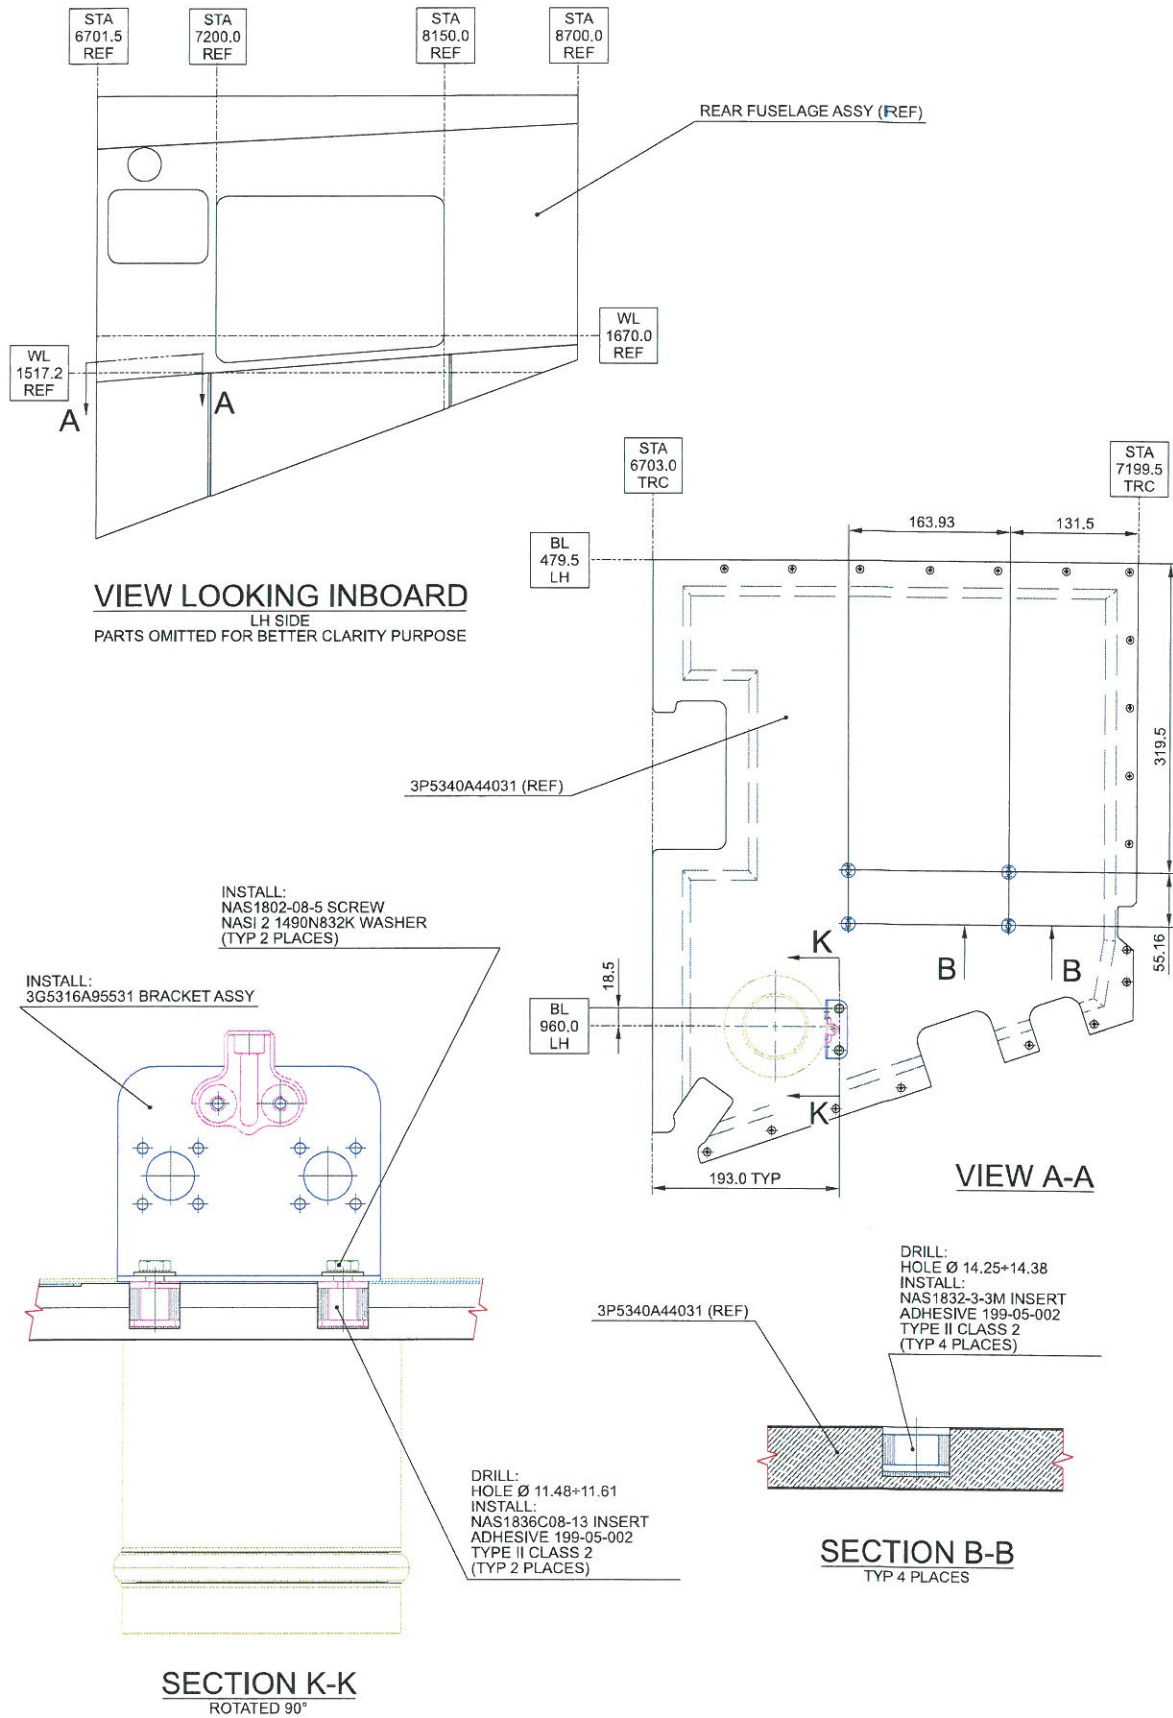 STA
6701.5
REF
STA
7200.0
REF
STA
8150.0
REF
STA
8700.0
REF
REAR FUSELAGE ASSY (REF)
WL
1670.0
REF
WL
1517.2
REF
A
A
VIEW LOOKING INBOARD
LH SIDE
PARTS OMITTED FOR BETTER CLARITY PURPOSE
STA
6703.0
TRC
STA
7199.5
TRC
163.93
131.5
BL
479.5
LH
319.5
3P5340A44031 (REF)
55.16
B
B
K
18.5
BL
960.0
LH
K
193.0 TYP
VIEW A-A
INSTALL:
NAS1802-08-5 SCREW
NASI 2 1490N832K WASHER
(TYP 2 PLACES)
INSTALL:
3G5316A95531 BRACKET ASSY
DRILL:
HOLE Ø 11.48÷11.61
INSTALL:
NAS1836C08-13 INSERT
ADHESIVE 199-05-002
TYPE II CLASS 2
(TYP 2 PLACES)
SECTION K-K
ROTATED 90°
DRILL:
HOLE Ø 14.25÷14.38
INSTALL:
NAS1832-3-3M INSERT
ADHESIVE 199-05-002
TYPE II CLASS 2
(TYP 4 PLACES)
3P5340A44031 (REF)
SECTION B-B
TYP 4 PLACES